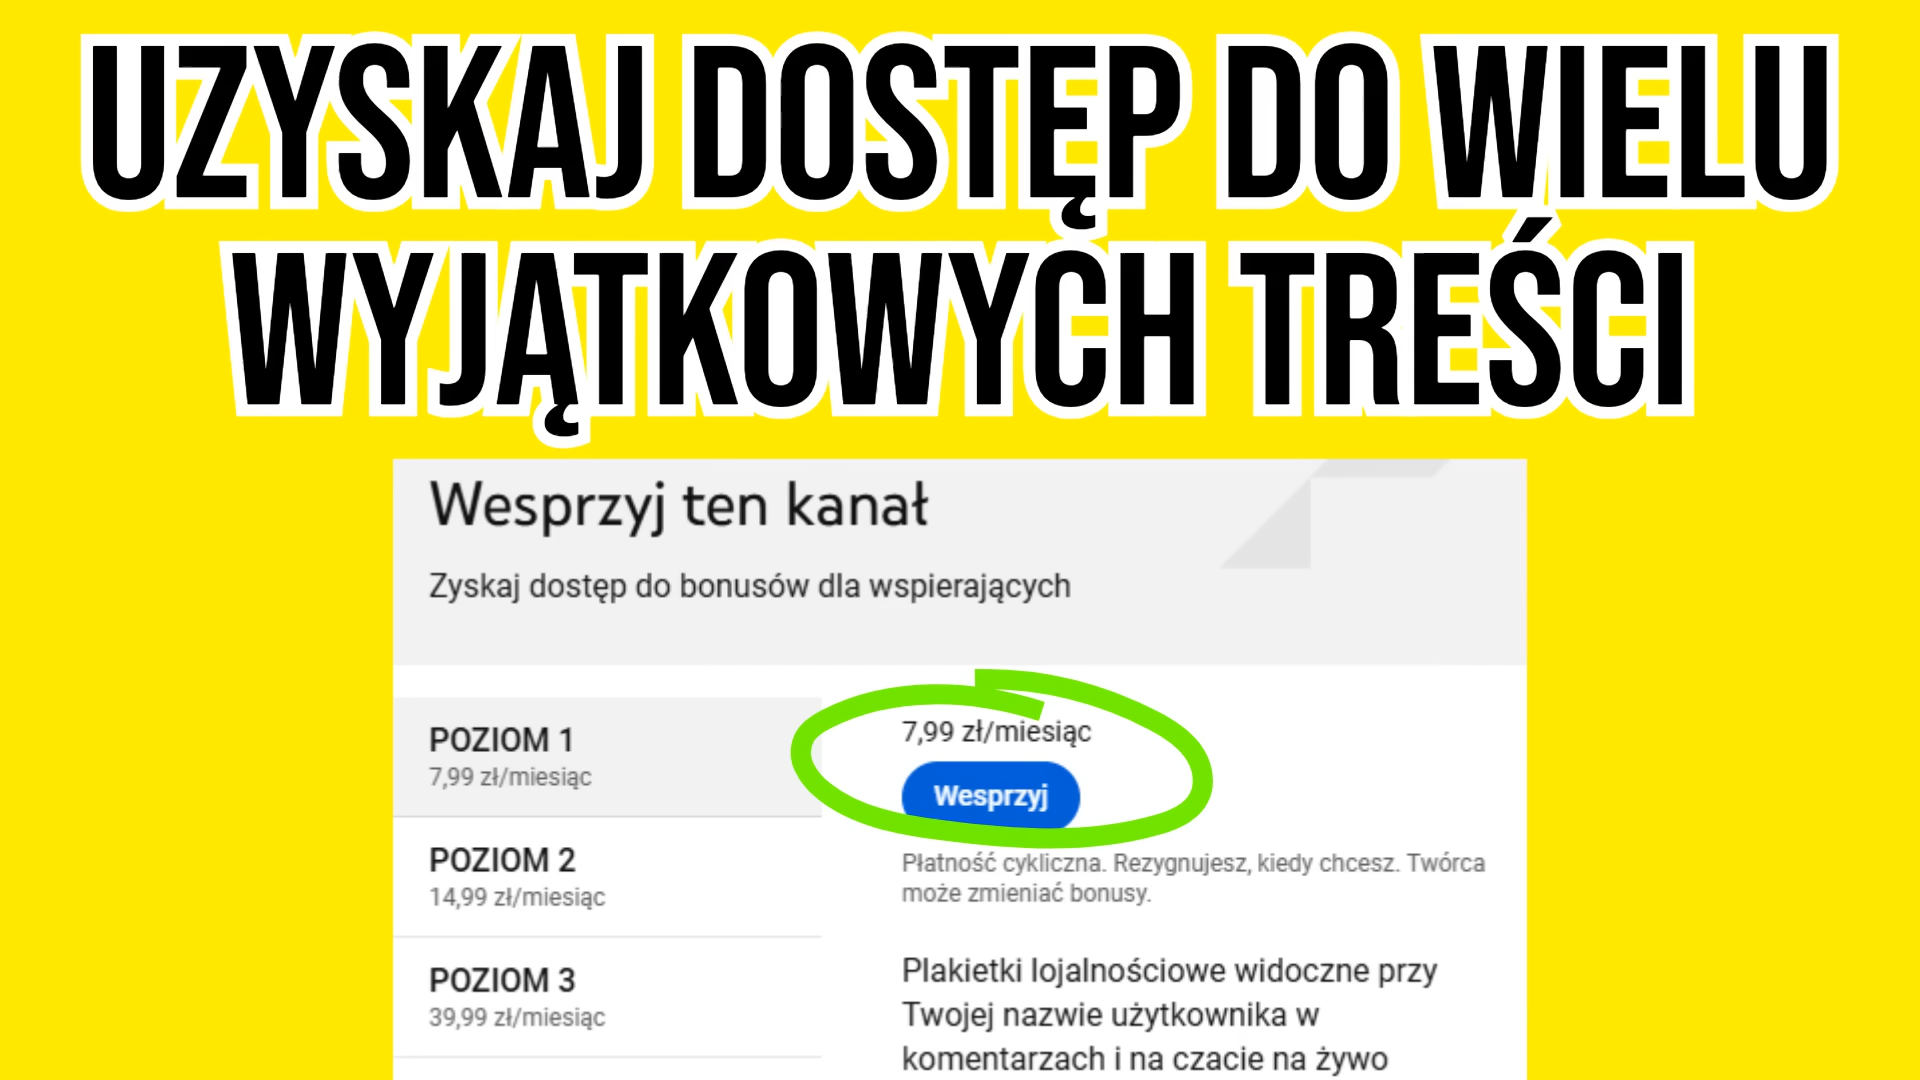 UZYSKAJ DOSTĘP DO WIELU
WYJĄTKOWYCH TREŚCI
Wesprzyj ten kanał
Zyskaj dostęp do bonusów dla wspierających
POZIOM 1
7,99 zł/miesiąc
POZIOM 2
14,99 zł/miesiąc
POZIOM 3
39,99 zł/miesiąc
7,99 zł/miesiąc
Wesprzyj
Płatność cykliczna. Rezygnujesz, kiedy chcesz. Twórca
może zmieniać bonusy.
Plakietki lojalnościowe widoczne przy
Twojej nazwie użytkownika w
komentarzach i na czacie na żywo